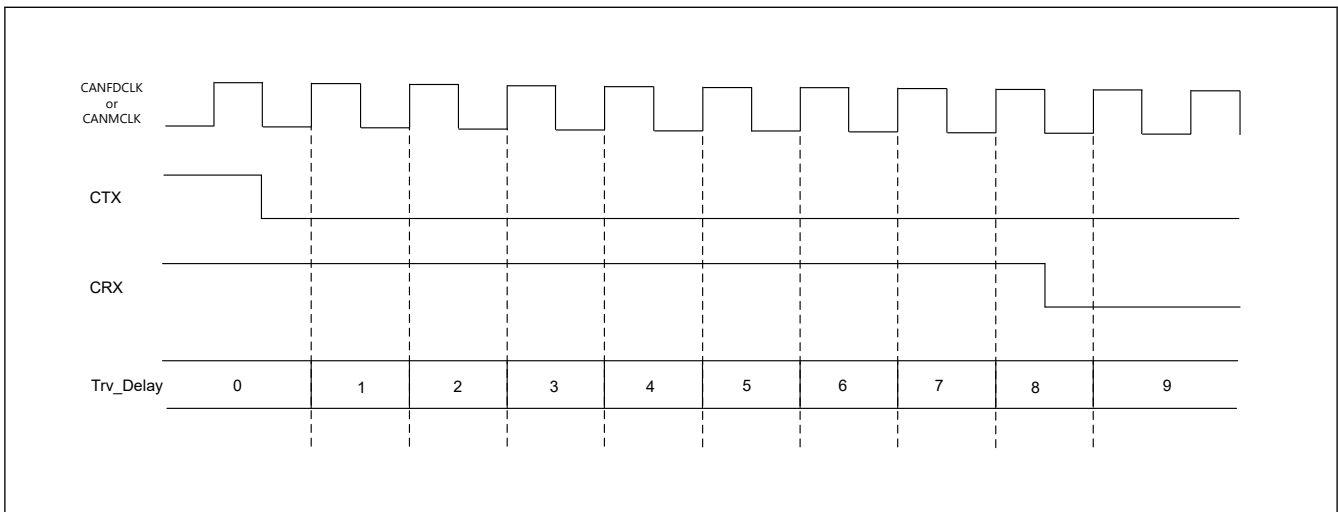 CANFDCLK
or
CANMCLK
CTX
CRX
Trv_Delay 0 1 2 3 4 5 6 7 8 9